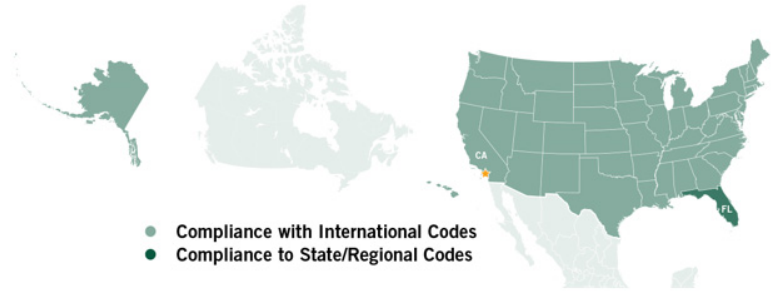 CA
FL
Compliance with International Codes
Compliance to State/Regional Codes